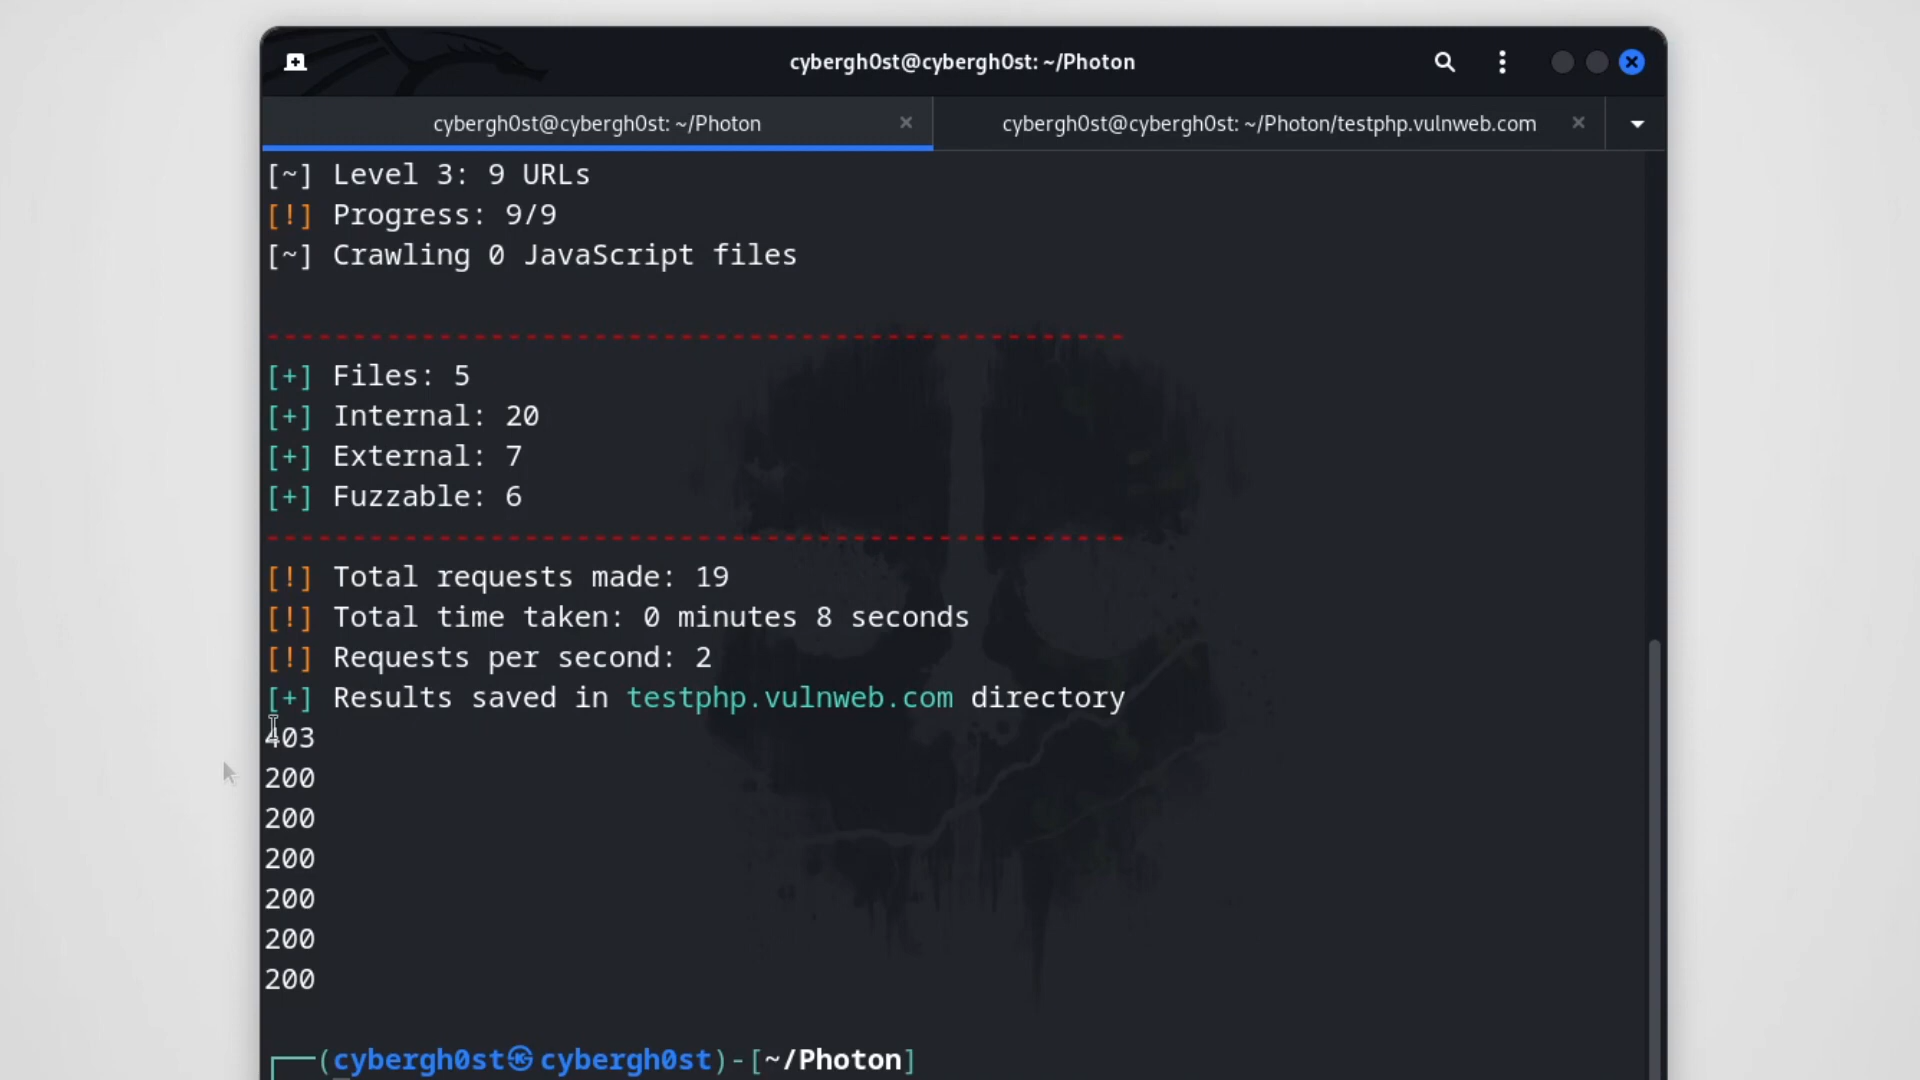 cybergh0st@cybergh0st: ~/Photon
cybergh0st@cybergh0st: ~/Photon
cybergh0st@cybergh0st: ~/Photon/testphp.vulnweb.com
[~] Level 3: 9 URLs
[!] Progress: 9/9
[~] Crawling 0 JavaScript files
--------------------------------------------------
[+] Files: 5
[+] Internal: 20
[+] External: 7
[+] Fuzzable: 6
--------------------------------------------------
[!] Total requests made: 19
[!] Total time taken: 0 minutes 8 seconds
[!] Requests per second: 2
[+] Results saved in testphp.vulnweb.com directory
403
200
200
200
200
200
200
┌──(cybergh0st㉿cybergh0st)-[~/Photon]